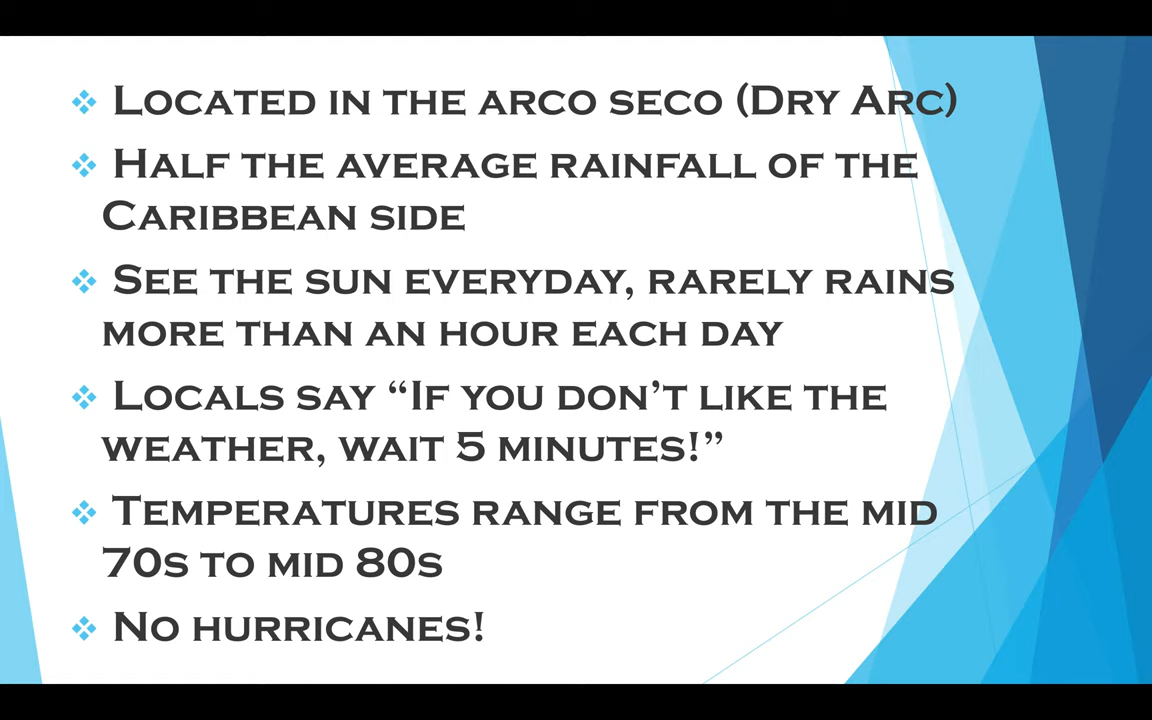 Located in the arco seco (Dry Arc)
Half the average rainfall of the
Caribbean side
See the sun everyday, rarely rains
more than an hour each day
Locals say “If you don’t like the
weather, wait 5 minutes!”
Temperatures range from the mid
70s to mid 80s
No hurricanes!